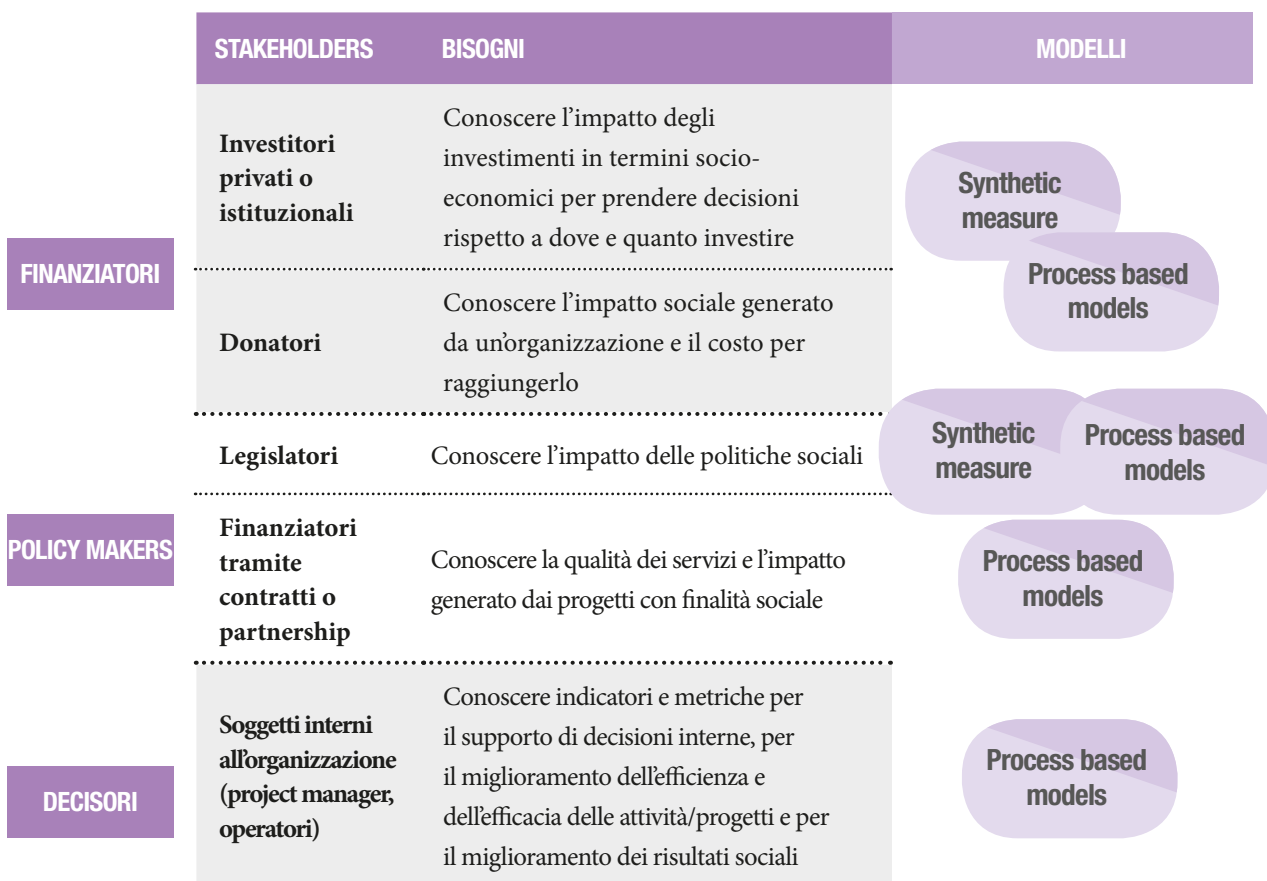 STAKEHOLDERS BISOGNI MODELLI
FINANZIATORI
Investitori
privati o
istituzionali
Conoscere l’impatto degli
investimenti in termini socio-
economici per prendere decisioni
rispetto a dove e quanto investire
Synthetic
measure
Process based
models
Donatori
Conoscere l’impatto sociale generato
da un’organizzazione e il costo per
raggiungerlo
POLICY MAKERS
Legislatori
Conoscere l’impatto delle politiche sociali
Synthetic
measure
Process based
models
Finanziatori
tramite
contratti o
partnership
Conoscere la qualità dei servizi e l’impatto
generato dai progetti con finalità sociale
Process based
models
DECISORI
Soggetti interni
all’organizzazione
(project manager,
operatori)
Conoscere indicatori e metriche per
il supporto di decisioni interne, per
il miglioramento dell’efficienza e
dell’efficacia delle attività/progetti e per
il miglioramento dei risultati sociali
Process based
models